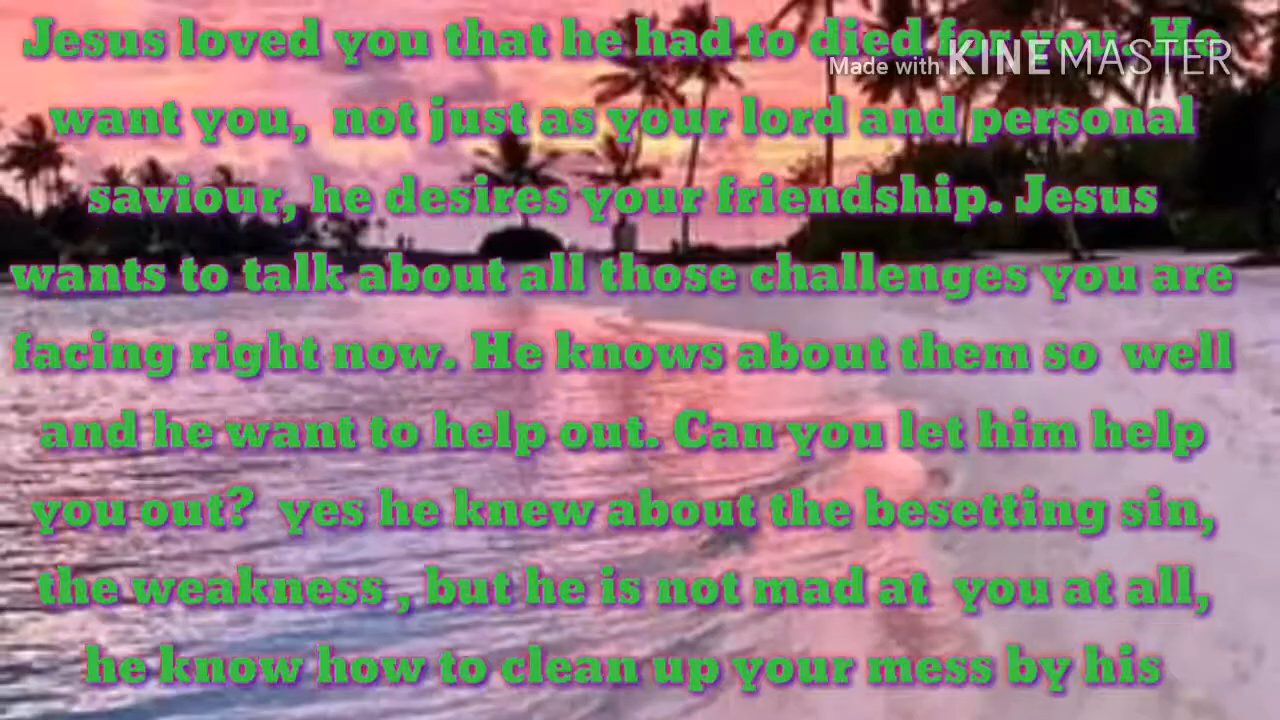 Jesus loved you that he had to died for you. He
Made with KINEMASTER
want you, not just as your lord and personal
saviour, he desires your friendship. Jesus
wants to talk about all those challenges you are
facing right now. He knows about them so well
and he want to help out. Can you let him help
you out? yes he knew about the besetting sin,
the weakness , but he is not mad at you at all,
he know how to clean up your mess by his